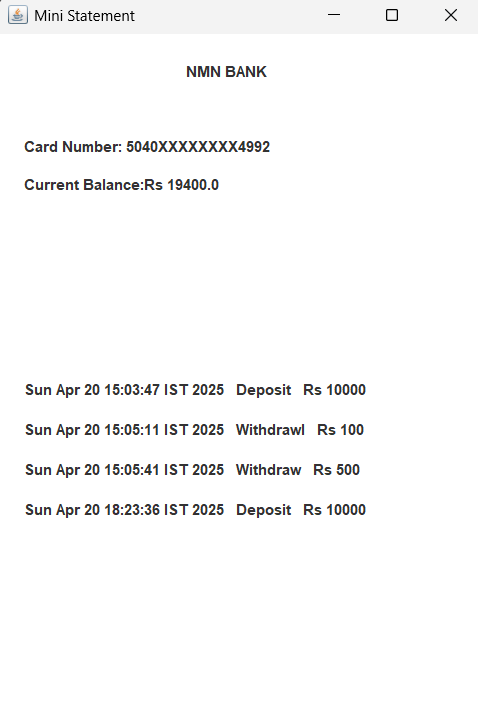 Mini Statement
NMN BANK
Card Number: 5040XXXXXXXX4992
Current Balance:Rs 19400.0
Sun Apr 20 15:03:47 IST 2025 Deposit Rs 10000
Sun Apr 20 15:05:11 IST 2025 Withdrawl Rs 100
Sun Apr 20 15:05:41 IST 2025 Withdraw Rs 500
Sun Apr 20 18:23:36 IST 2025 Deposit Rs 10000